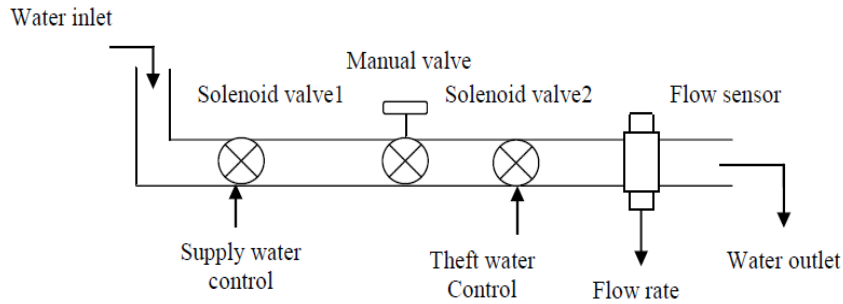 Water inlet
Manual valve
Solenoid valve1
Solenoid valve2
Flow sensor
Supply water
control
Theft water
Control
Flow rate
Water outlet